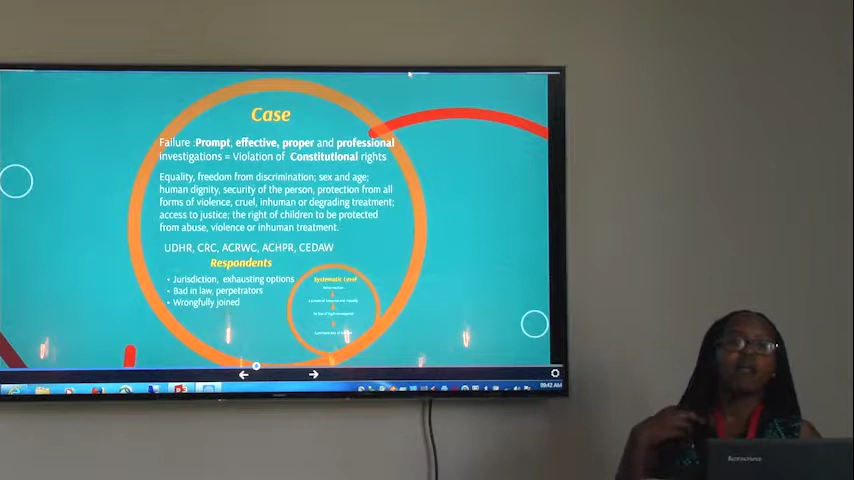 Case
Failure :Prompt, effective, proper and professional
investigations = Violation of Constitutional rights
Equality, freedom from discrimination; sex and age;
human dignity, security of the person, protection from all
forms of violence, cruel, inhuman or degrading treatment;
access to justice; the right of children to be protected
from abuse, violence or inhuman treatment.
UDHR, CRC, ACRWC, ACHPR, CEDAW
Respondents
• Jurisdiction, exhausting options
• Bad in law, perpetrators
• Wrongfully joined
Systematic Level
09:42 AM